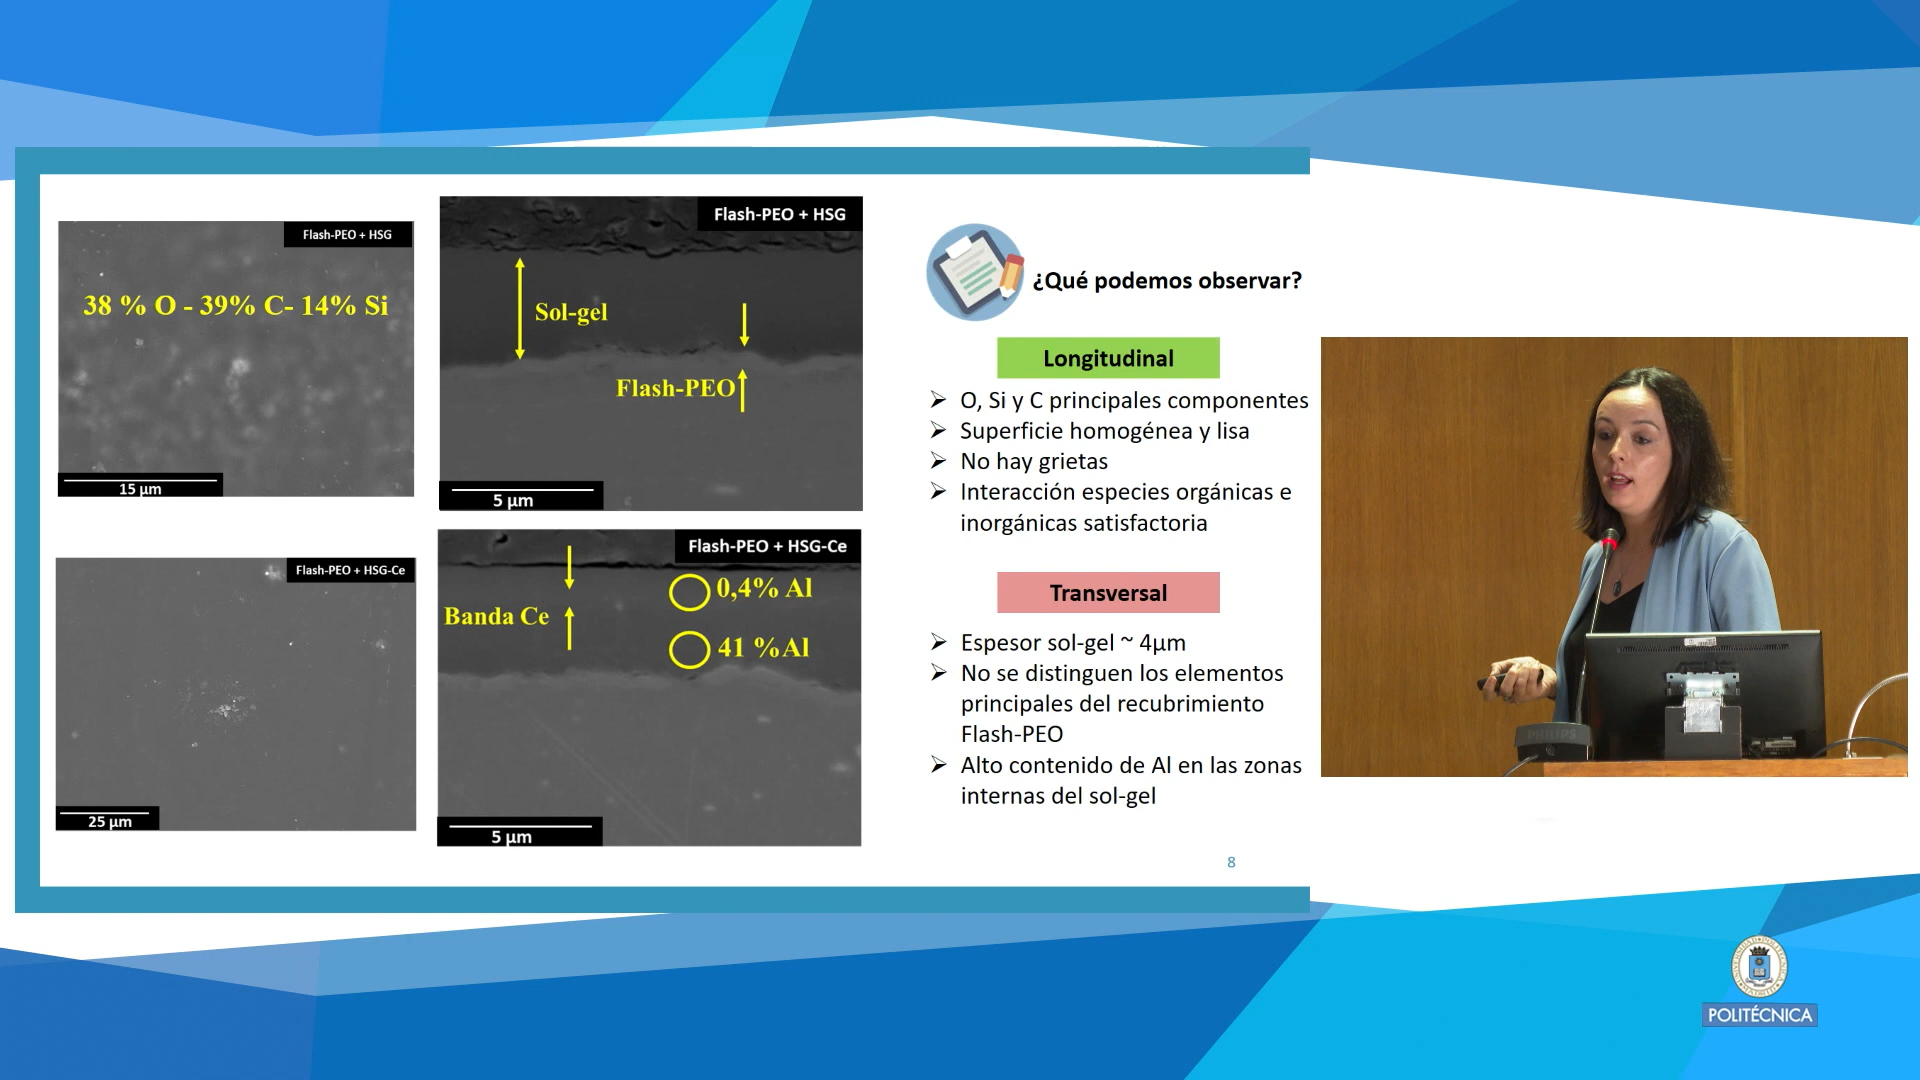 Flash-PEO + HSG
38 % O - 39% C- 14% Si
15 µm
Flash-PEO + HSG
Sol-gel
Flash-PEO
5 µm
Flash-PEO + HSG-Ce
25 µm
Flash-PEO + HSG-Ce
0,4% Al
Banda Ce
41 % Al
5 µm
¿Qué podemos observar?
Longitudinal
➢ O, Si y C principales componentes
➢ Superficie homogénea y lisa
➢ No hay grietas
➢ Interacción especies orgánicas e
inorgánicas satisfactoria
Transversal
➢ Espesor sol-gel ~ 4µm
➢ No se distinguen los elementos
principales del recubrimiento
Flash-PEO
➢ Alto contenido de Al en las zonas
internas del sol-gel
8
PHILIPS
POLITÉCNICA